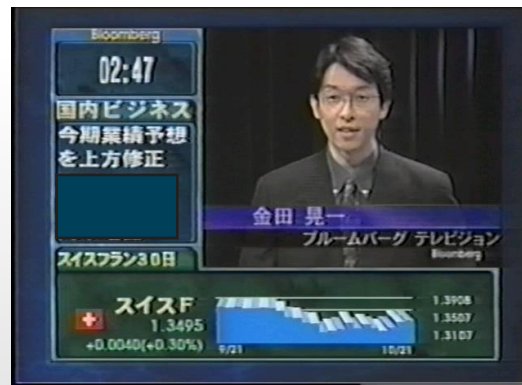 Bloomberg
02:47
国内ビジネス
今期業績予想
を上方修正
金田 晃一
ブルームバーグ テレビジョン
Bloomberg
スイスフラン30日
スイスF
1.3495
+0.0040(+0.30%)
1.3908
1.3507
1.3107
9/21
10/21